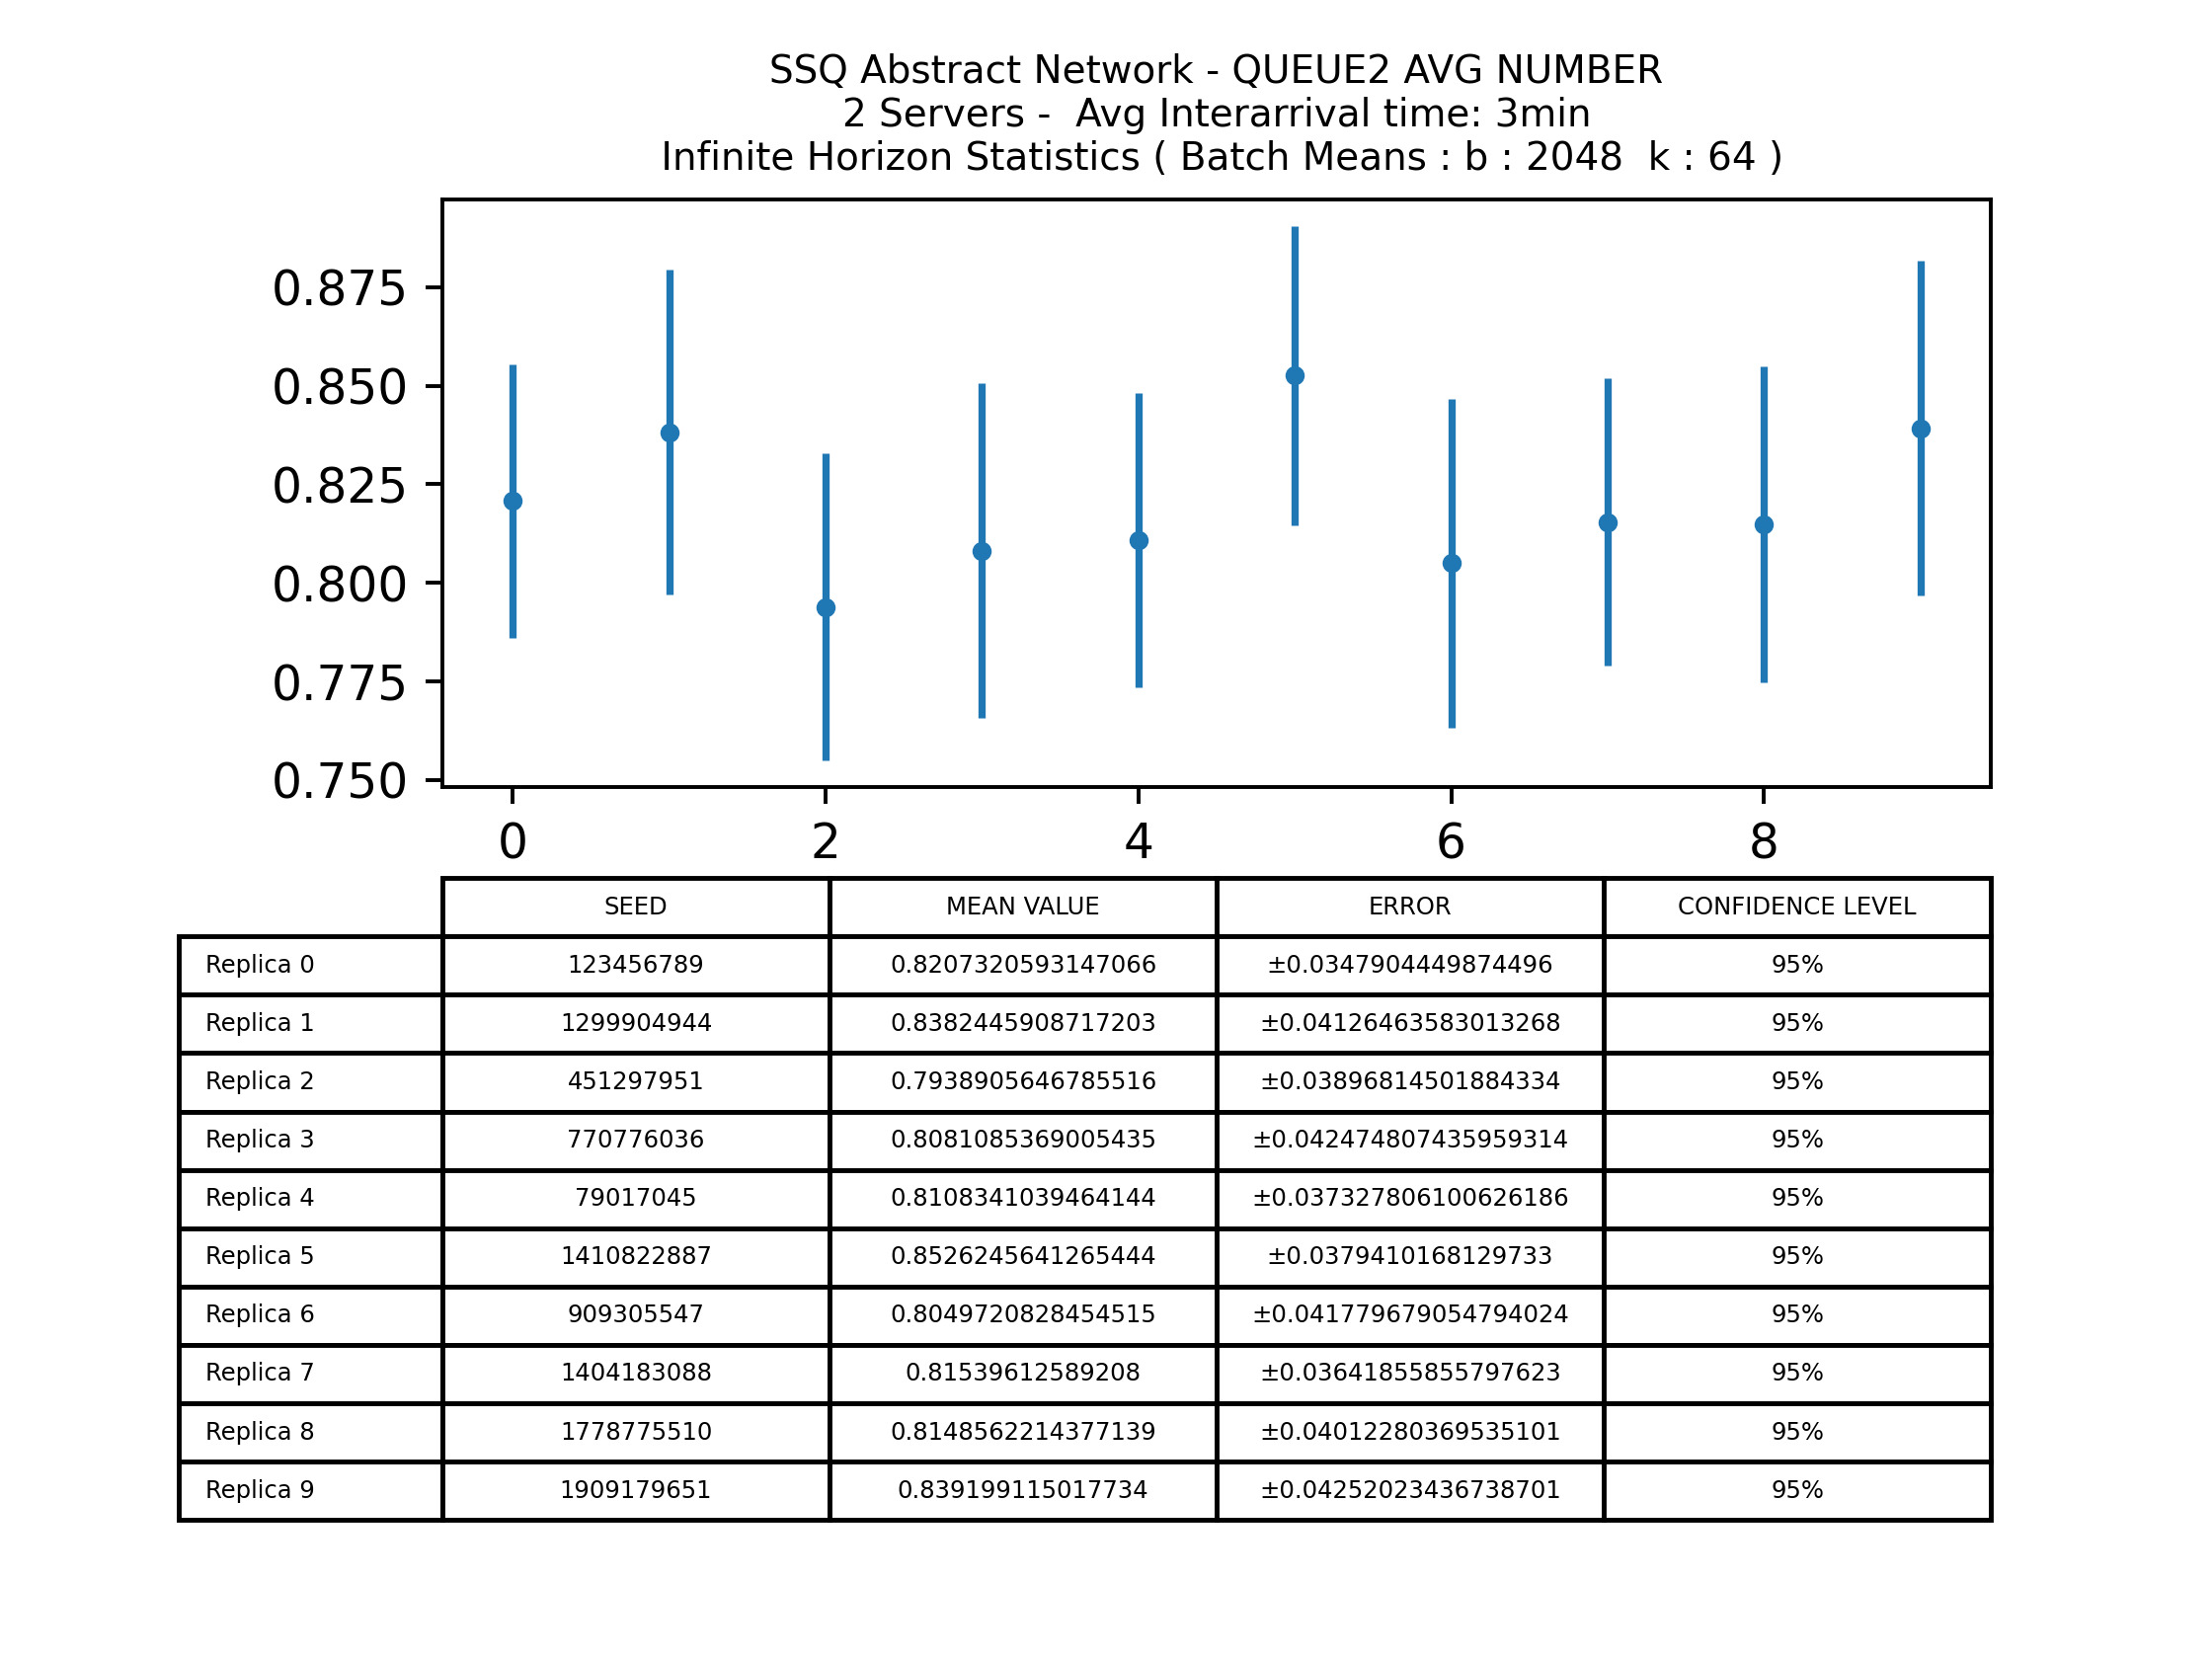 SSQ Abstract Network - QUEUE2 AVG NUMBER
2 Servers -  Avg Interarrival time: 3min
Infinite Horizon Statistics ( Batch Means : b : 2048  k : 64 )
0.875
0.850
0.825
0.800
0.775
0.750
0 2 4 6 8
SEED MEAN VALUE ERROR CONFIDENCE LEVEL
Replica 0 123456789 0.8207320593147066 ±0.0347904449874496 95%
Replica 1 1299904944 0.8382445908717203 ±0.04126463583013268 95%
Replica 2 451297951 0.7938905646785516 ±0.03896814501884334 95%
Replica 3 770776036 0.8081085369005435 ±0.042474807435959314 95%
Replica 4 79017045 0.8108341039464144 ±0.037327806100626186 95%
Replica 5 1410822887 0.8526245641265444 ±0.0379410168129733 95%
Replica 6 909305547 0.8049720828454515 ±0.041779679054794024 95%
Replica 7 1404183088 0.81539612589208 ±0.03641855855797623 95%
Replica 8 1778775510 0.8148562214377139 ±0.04012280369535101 95%
Replica 9 1909179651 0.839199115017734 ±0.04252023436738701 95%